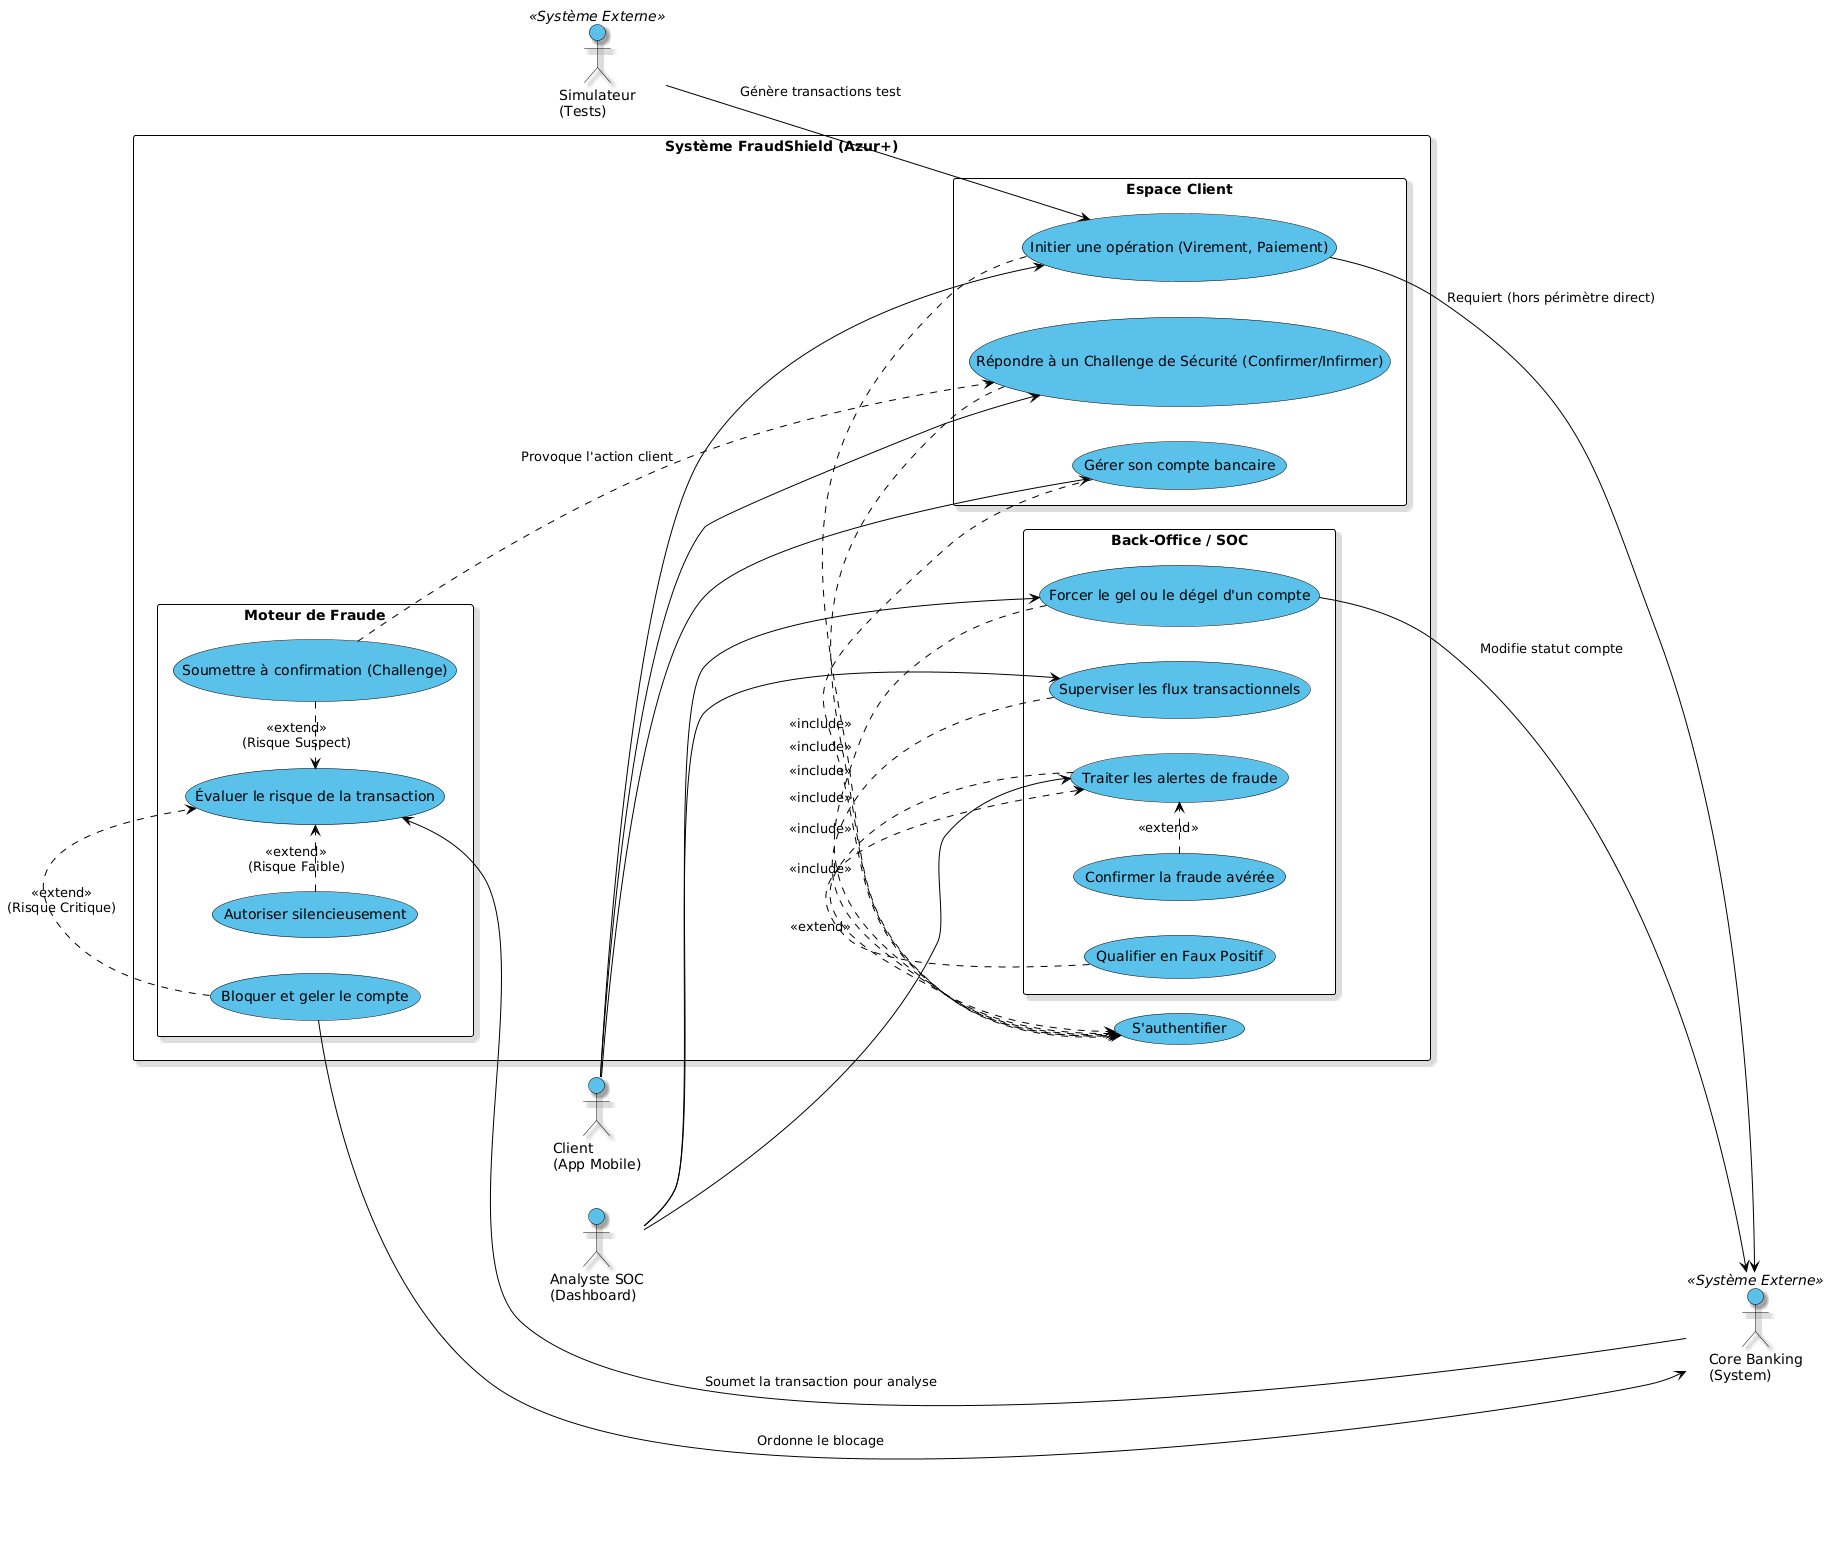 «Système Externe»
Simulateur
(Tests)
Génère transactions test
Système FraudShield (Azur+)
Espace Client
Initier une opération (Virement, Paiement)
Requiert (hors périmètre direct)
Répondre à un Challenge de Sécurité (Confirmer/Infirmer)
Provoque l'action client
Gérer son compte bancaire
Back-Office / SOC
Forcer le gel ou le dégel d'un compte
Modifie statut compte
Moteur de Fraude
Soumettre à confirmation (Challenge)
Superviser les flux transactionnels
«extend»
(Risque Suspect)
«include»
«include»
«include»
«include»
«include»
«include»
«extend»
Évaluer le risque de la transaction
Traiter les alertes de fraude
«extend»
«extend»
(Risque Faible)
Confirmer la fraude avérée
«extend»
(Risque Critique)
Autoriser silencieusement
Qualifier en Faux Positif
Bloquer et geler le compte
S'authentifier
Client
(App Mobile)
Analyste SOC
(Dashboard)
«Système Externe»
Core Banking
(System)
Soumet la transaction pour analyse
Ordonne le blocage